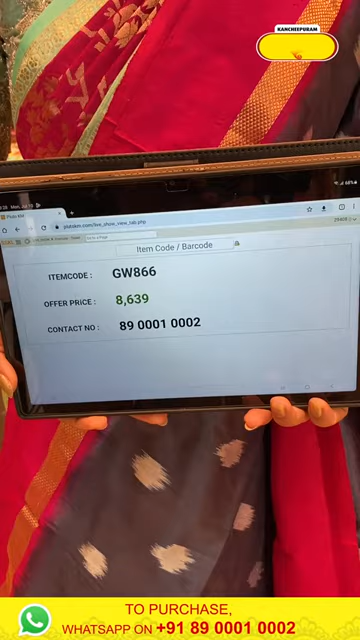 KANCHEEPURAM
Item Code / Barcode
ITEMCODE : GW866
OFFER PRICE : 8,639
CONTACT NO : 89 0001 0002
TO PURCHASE,
WHATSAPP ON +91 89 0001 0002